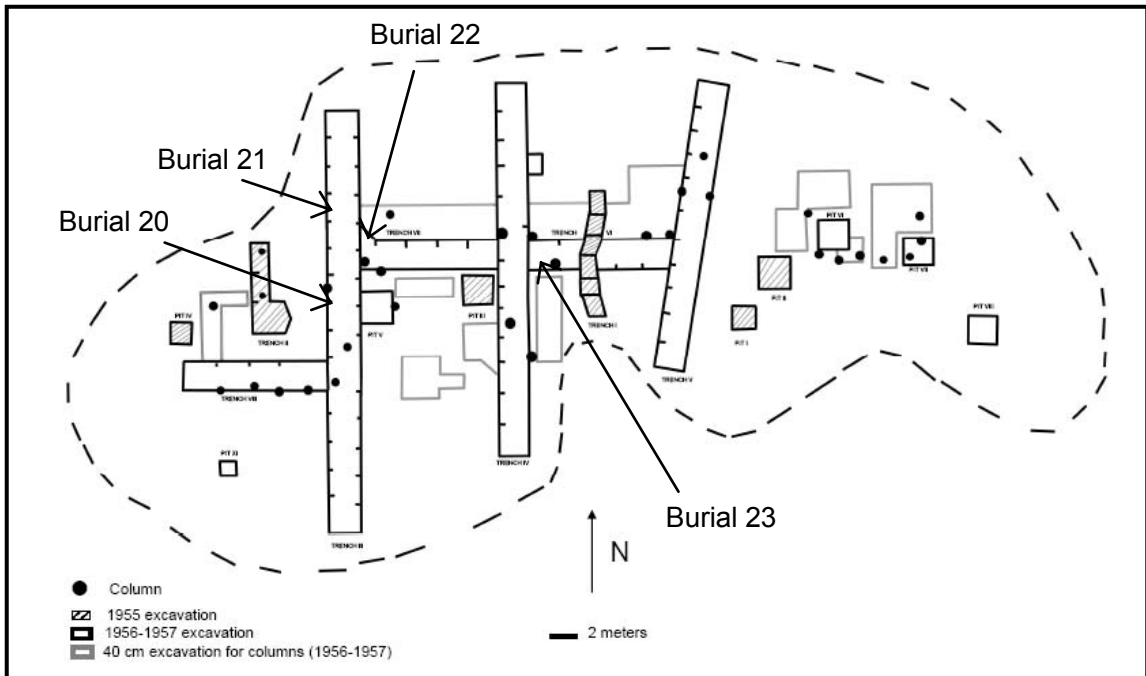 Burial 22
Burial 21
Burial 20
TRENCH VII
TRENCH
VI
PIT VI
PIT VII
PIT II
PIT IV
TRENCH II
PIT V
PIT III
TRENCH I
PIT I
PIT VIII
TRENCH V
TRENCH VIII
PIT XI
TRENCH IV
Burial 23
TRENCH III
N
Column
1955 excavation
1956-1957 excavation
2 meters
40 cm excavation for columns (1956-1957)